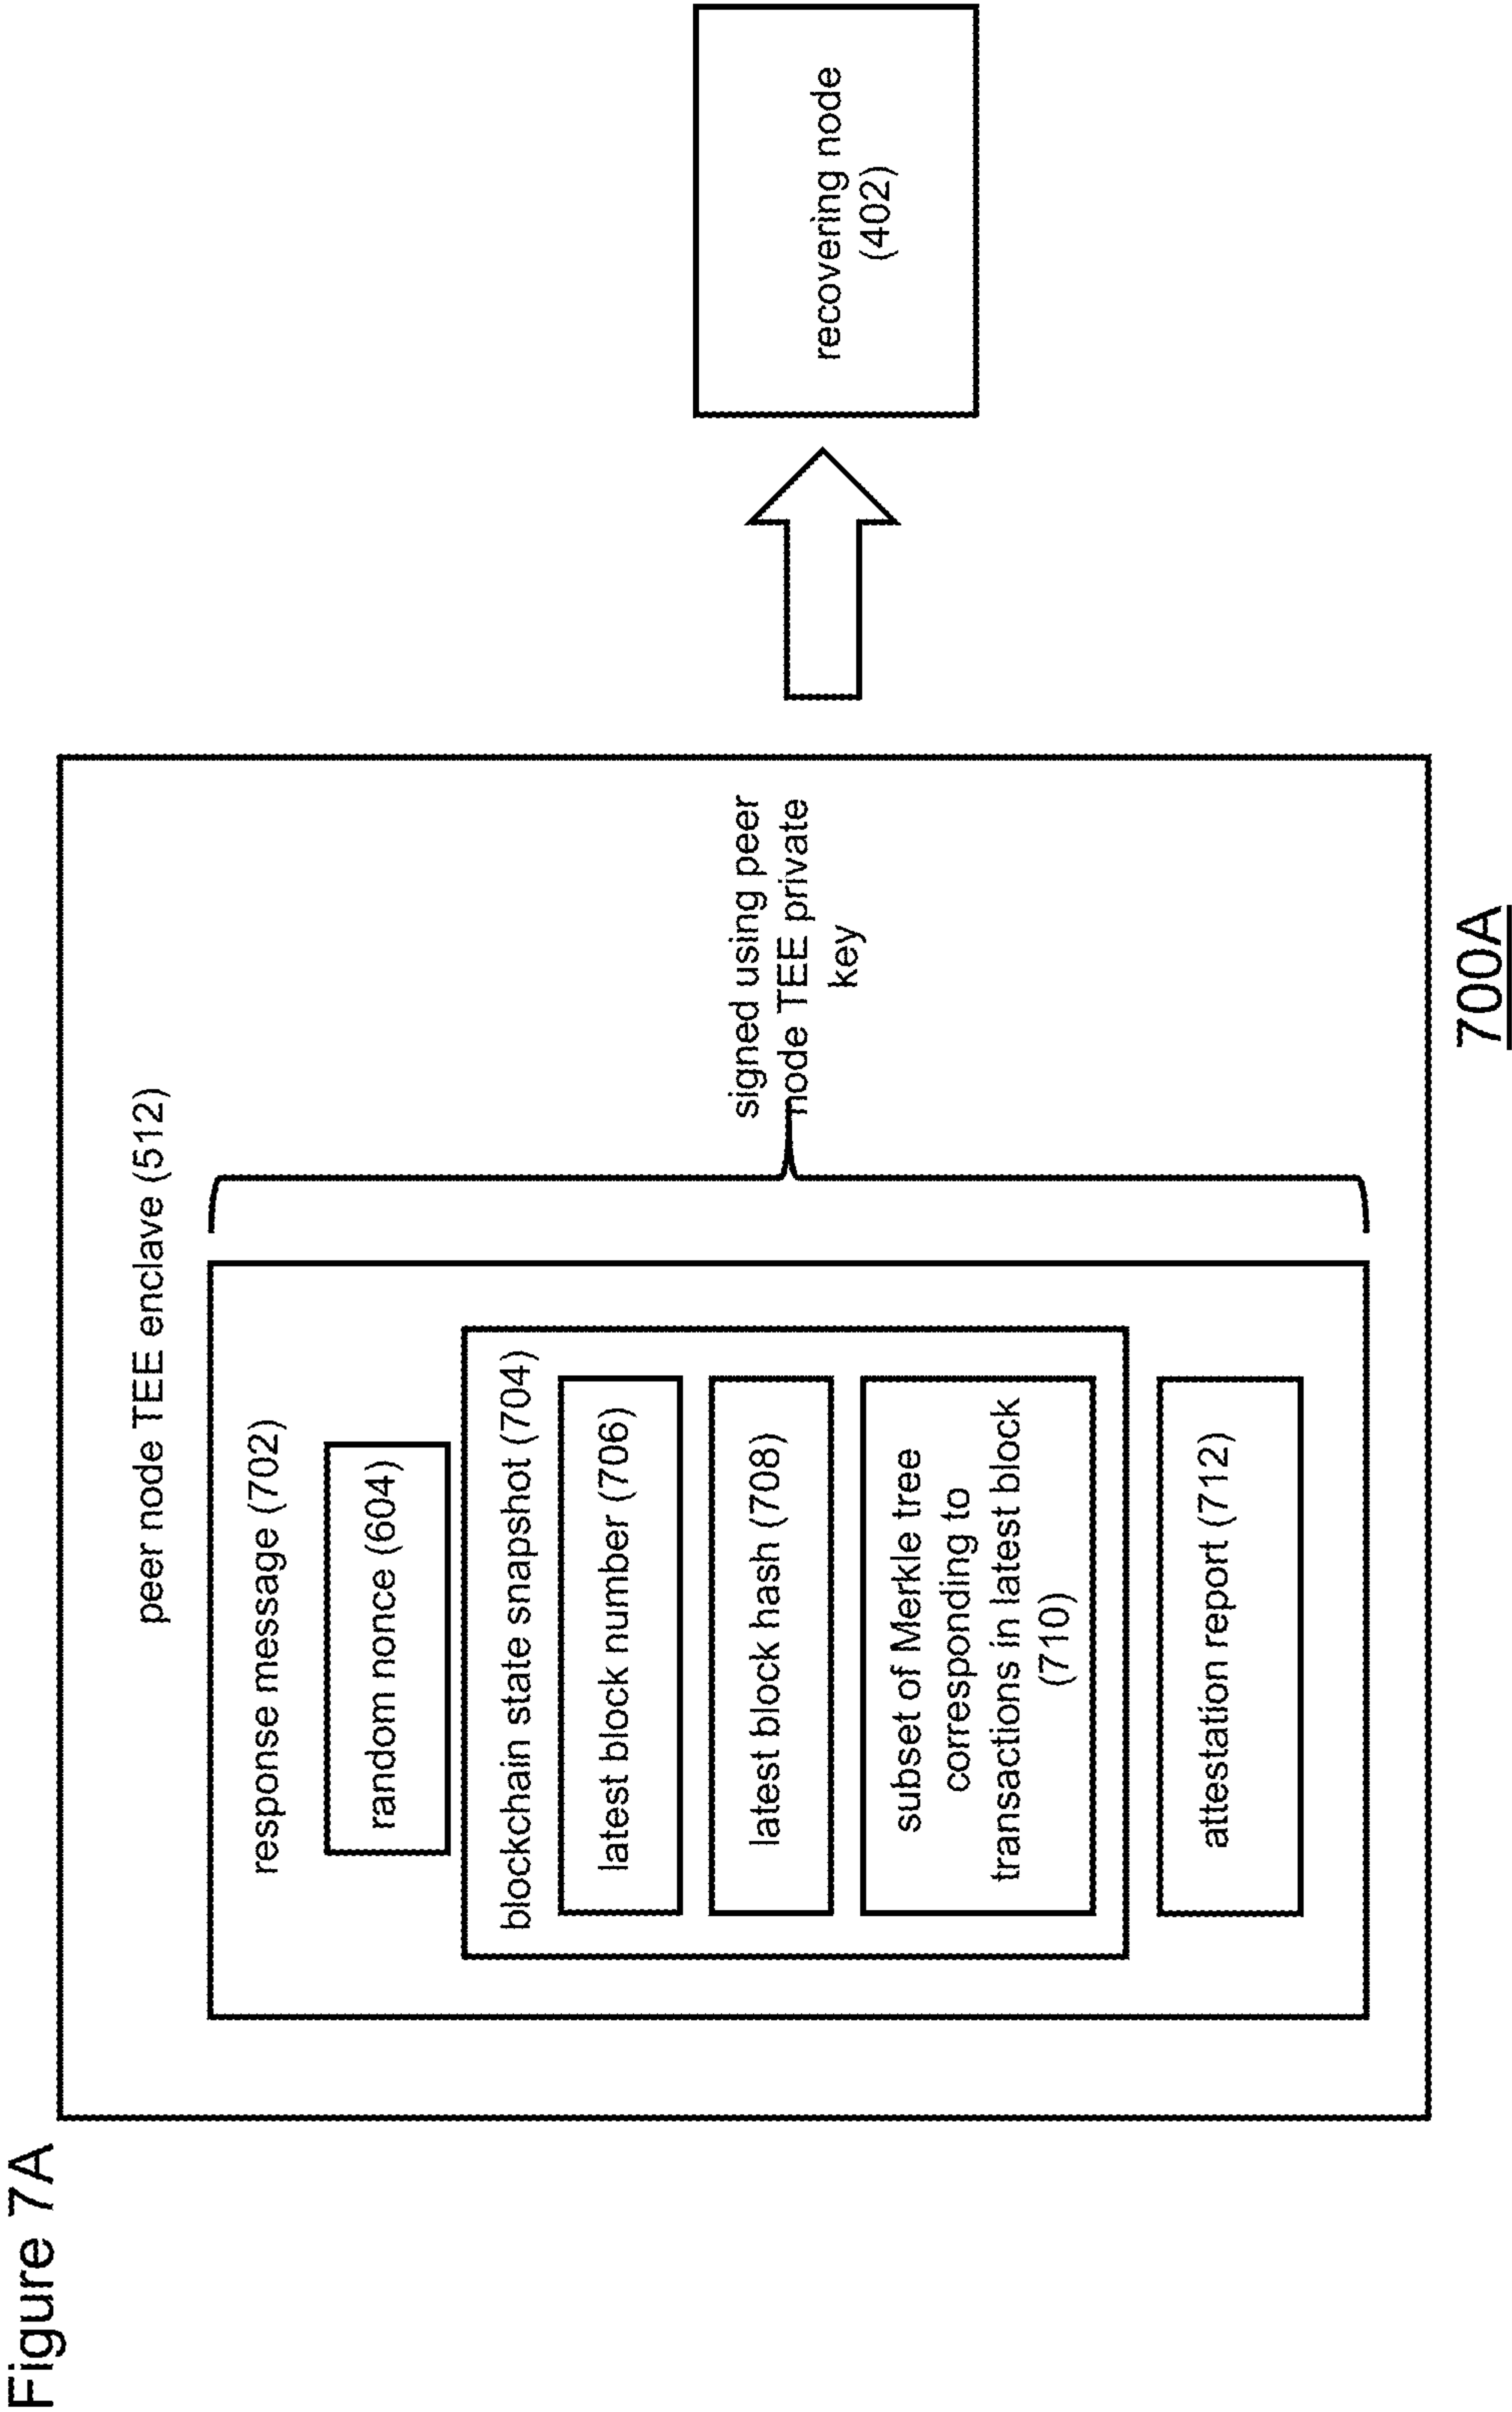 Figure 7A
peer node TEE enclave (512)
response message (702)
random nonce (604)
blockchain state snapshot (704)
latest block number (706)
latest block hash (708)
subset of Merkle tree
corresponding to
transactions in latest block
(710)
attestation report (712)
signed using peer
node TEE private
key
recovering node
(402)
700A